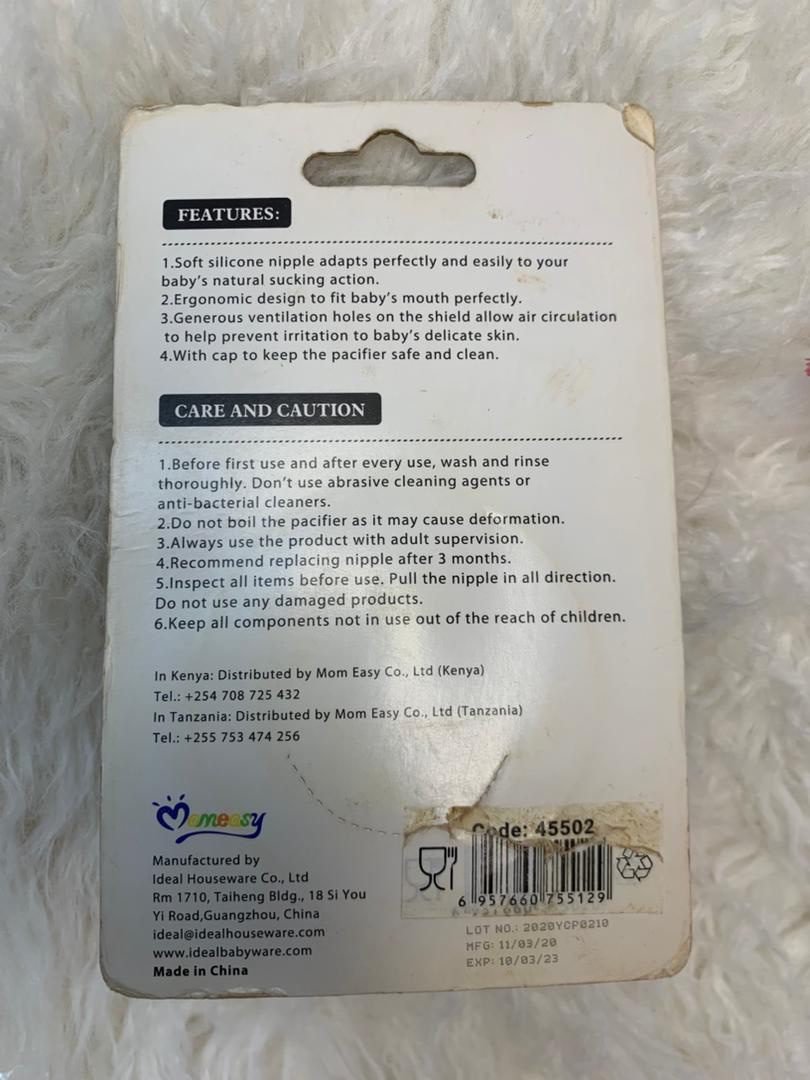 FEATURES:
1.Soft silicone nipple adapts perfectly and easily to your
baby's natural sucking action.
2.Ergonomic design to fit baby's mouth perfectly.
3.Generous ventilation holes on the shield allow air circulation
to help prevent irritation to baby's delicate skin.
4.With cap to keep the pacifier safe and clean.
CARE AND CAUTION
1.Before first use and after every use, wash and rinse
thoroughly. Don't use abrasive cleaning agents or
anti-bacterial cleaners.
2.Do not boil the pacifier as it may cause deformation.
3.Always use the product with adult supervision.
4.Recommend replacing nipple after 3 months.
5.Inspect all items before use. Pull the nipple in all direction.
Do not use any damaged products.
6.Keep all components not in use out of the reach of children.
In Kenya: Distributed by Mom Easy Co., Ltd (Kenya)
Tel.: +254 708 725 432
In Tanzania: Distributed by Mom Easy Co., Ltd (Tanzania)
Tel.: +255 753 474 256
Momeasy
Manufactured by
Ideal Houseware Co., Ltd
Rm 1710, Taiheng Bldg., 18 Si You
Yi Road,Guangzhou, China
ideal@idealhouseware.com
www.idealbabyware.com
Made in China
Code: 45502
6 957660 755129
LOT NO.: 2020YCP0210
MFG: 11/03/20
EXP: 10/03/23